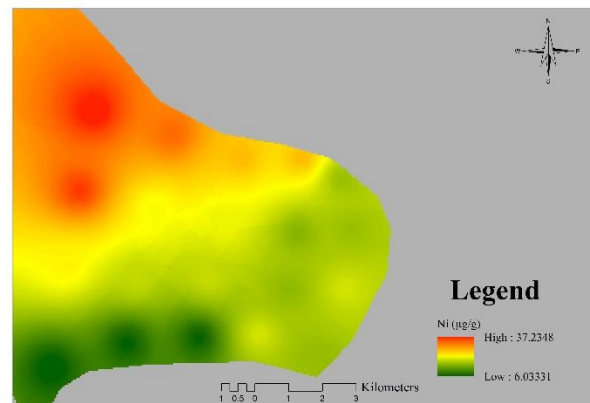 N
W E
S
Legend
Ni (µg/g)
High : 37.2348
Low : 6.03331
Kilometers
1 0.5 0 1 2 3